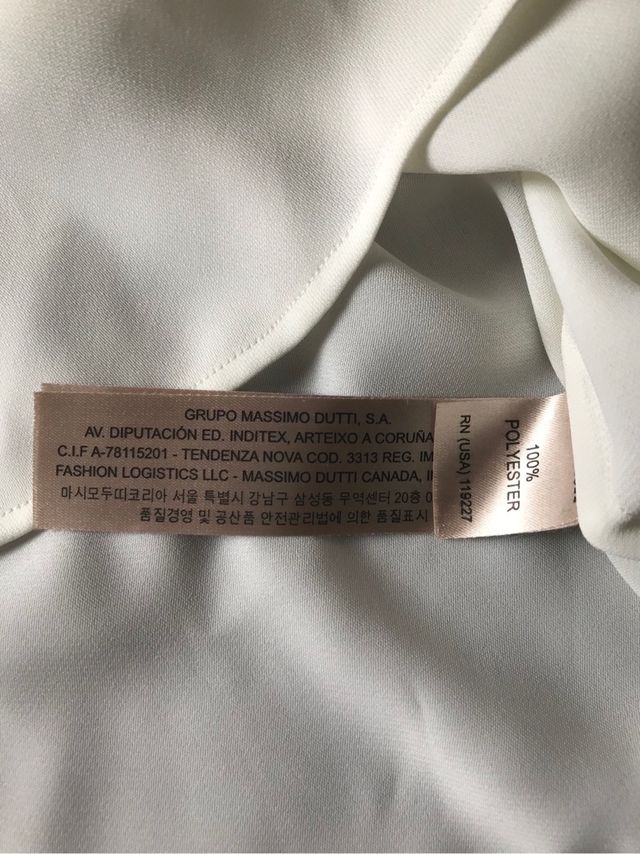 GRUPO MASSIMO DUTTI, S.A.
AV. DIPUTACIÓN ED. INDITEX, ARTEIXO A CORUÑA
C.I.F A-78115201 - TENDENZA NOVA COD. 3313 REG. IM
FASHION LOGISTICS LLC - MASSIMO DUTTI CANADA,
마시모두띠코리아 서울 특별시 강남구 삼성동 무역센터 20층
품질경영 및 공산품 안전관리법에 의한 품질표시
100%
POLYESTER
RN (USA) 119227